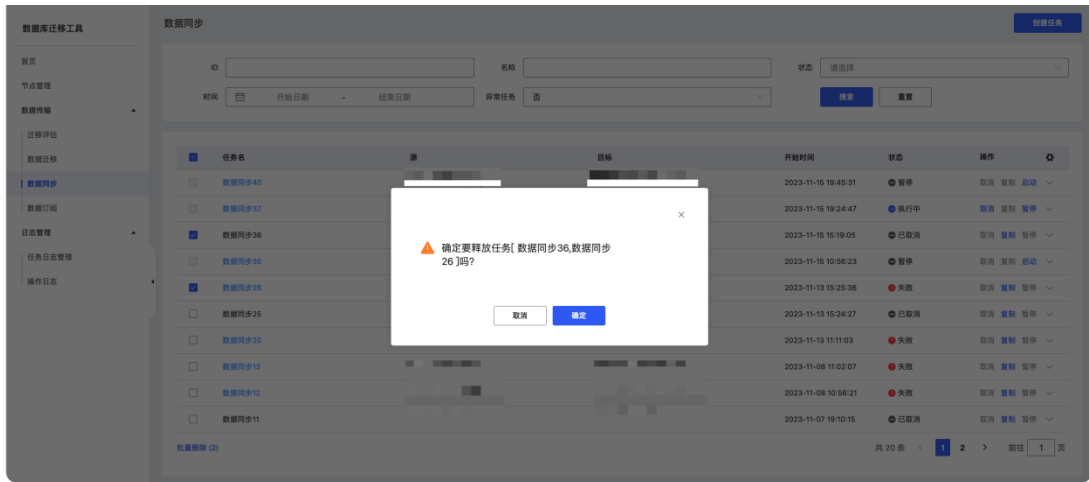 数据库迁移工具
首页
节点管理
数据传输
迁移评估
数据迁移
数据同步
数据订阅
日志管理
任务日志管理
操作日志
数据同步
创建任务
ID 名称 状态 请选择
时间 开始日期 - 结束日期 异常任务 否 搜索 重置
任务名 源 目标 开始时间 状态 操作
数据同步40 2023-11-15 19:45:31 暂停 取消 复制 启动
数据同步37 2023-11-15 19:24:47 执行中 取消 复制 暂停
数据同步36 2023-11-15 15:19:05 已取消 取消 复制 暂停
数据同步35 2023-11-15 10:56:23 暂停 取消 复制 启动
数据同步26 2023-11-13 15:25:36 失败 取消 复制 暂停
数据同步25 2023-11-13 15:24:27 已取消 取消 复制 暂停
数据同步20 2023-11-13 11:11:03 失败 取消 复制 暂停
数据同步13 2023-11-08 11:02:07 失败 取消 复制 暂停
数据同步12 2023-11-08 10:56:21 失败 取消 复制 暂停
数据同步11 2023-11-07 19:10:15 已取消 取消 复制 暂停
批量删除 (2) 共 20 条 1 2 前往 1 页
确定要释放任务[ 数据同步36,数据同步
26 ]吗?
取消 确定